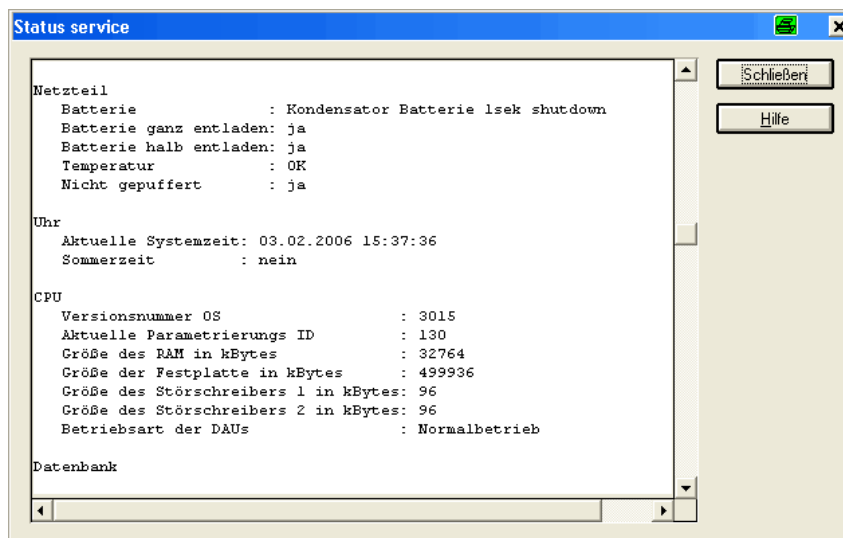 Status service
Schließen
Hilfe
Netzteil
Batterie : Kondensator Batterie 1sek shutdown
Batterie ganz entladen: ja
Batterie halb entladen: ja
Temperatur : OK
Nicht gepuffert : ja
Uhr
Aktuelle Systemzeit: 03.02.2006 15:37:36
Sommerzeit : nein
CPU
Versionsnummer OS : 3015
Aktuelle Parametrierungs ID : 130
Größe des RAM in kBytes : 32764
Größe der Festplatte in kBytes : 499936
Größe des Störschreibers 1 in kBytes: 96
Größe des Störschreibers 2 in kBytes: 96
Betriebsart der DAUs : Normalbetrieb
Datenbank